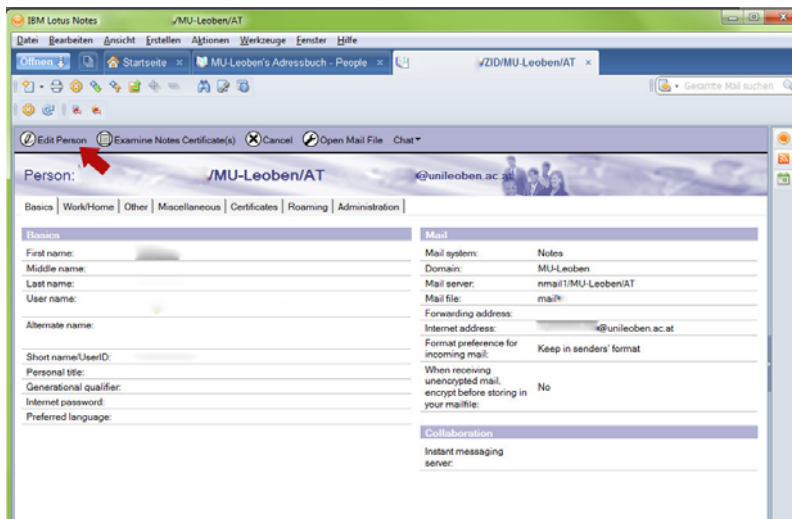 IBM Lotus Notes /MU-Leoben/AT
Datei Bearbeiten Ansicht Erstellen Aktionen Werkzeuge Fenster Hilfe
Öffnen Startseite × MU-Leoben's Adressbuch - People × /ZID/MU-Leoben/AT ×
Gesamte Mail suchen
Edit Person Examine Notes Certificate(s) Cancel Open Mail File Chat
Person: /MU-Leoben/AT @unileoben.ac.at
Basics Work/Home Other Miscellaneous Certificates Roaming Administration
Basics
First name:
Middle name:
Last name:
User name:
Alternate name:
Short name/UserID:
Personal title:
Generational qualifier:
Internet password:
Preferred language:
Mail
Mail system: Notes
Domain: MU-Leoben
Mail server: nmail1/MU-Leoben/AT
Mail file: mail
Forwarding address:
Internet address: @unileoben.ac.at
Format preference for
incoming mail: Keep in senders' format
When receiving
unencrypted mail,
encrypt before storing in
your mailfile: No
Collaboration
Instant messaging
server: